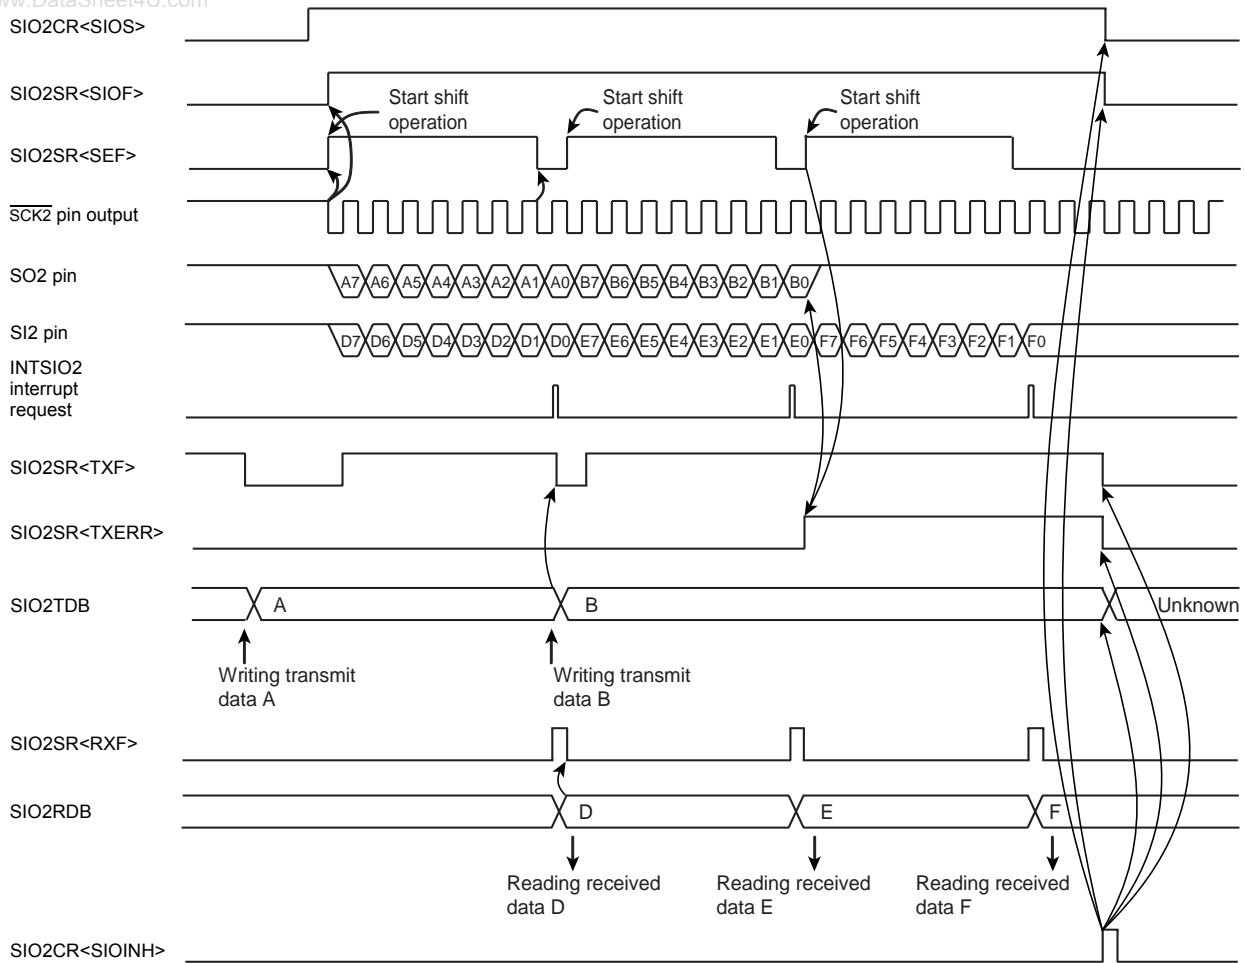 www.DataSheet4U.com
SIO2CR<SIOS>
SIO2SR<SIOF>
Start shift
operation
Start shift
operation
Start shift
operation
SIO2SR<SEF>
SCK2 pin output
SO2 pin
A7 A6 A5 A4 A3 A2 A1 A0 B7 B6 B5 B4 B3 B2 B1 B0
SI2 pin
D7 D6 D5 D4 D3 D2 D1 D0 E7 E6 E5 E4 E3 E2 E1 E0 F7 F6 F5 F4 F3 F2 F1 F0
INTSIO2
interrupt
request
SIO2SR<TXF>
SIO2SR<TXERR>
SIO2TDB
A
B
Unknown
Writing transmit
data A
Writing transmit
data B
SIO2SR<RXF>
SIO2RDB
D
E
F
Reading received
data D
Reading received
data E
Reading received
data F
SIO2CR<SIOINH>